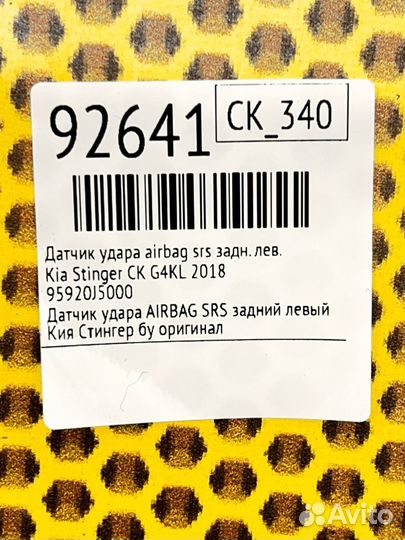 92641
CK_340
Датчик удара airbag srs задн. лев.
Kia Stinger CK G4KL 2018
95920J5000
Датчик удара AIRBAG SRS задний левый
Кия Стингер бу оригинал
Avito